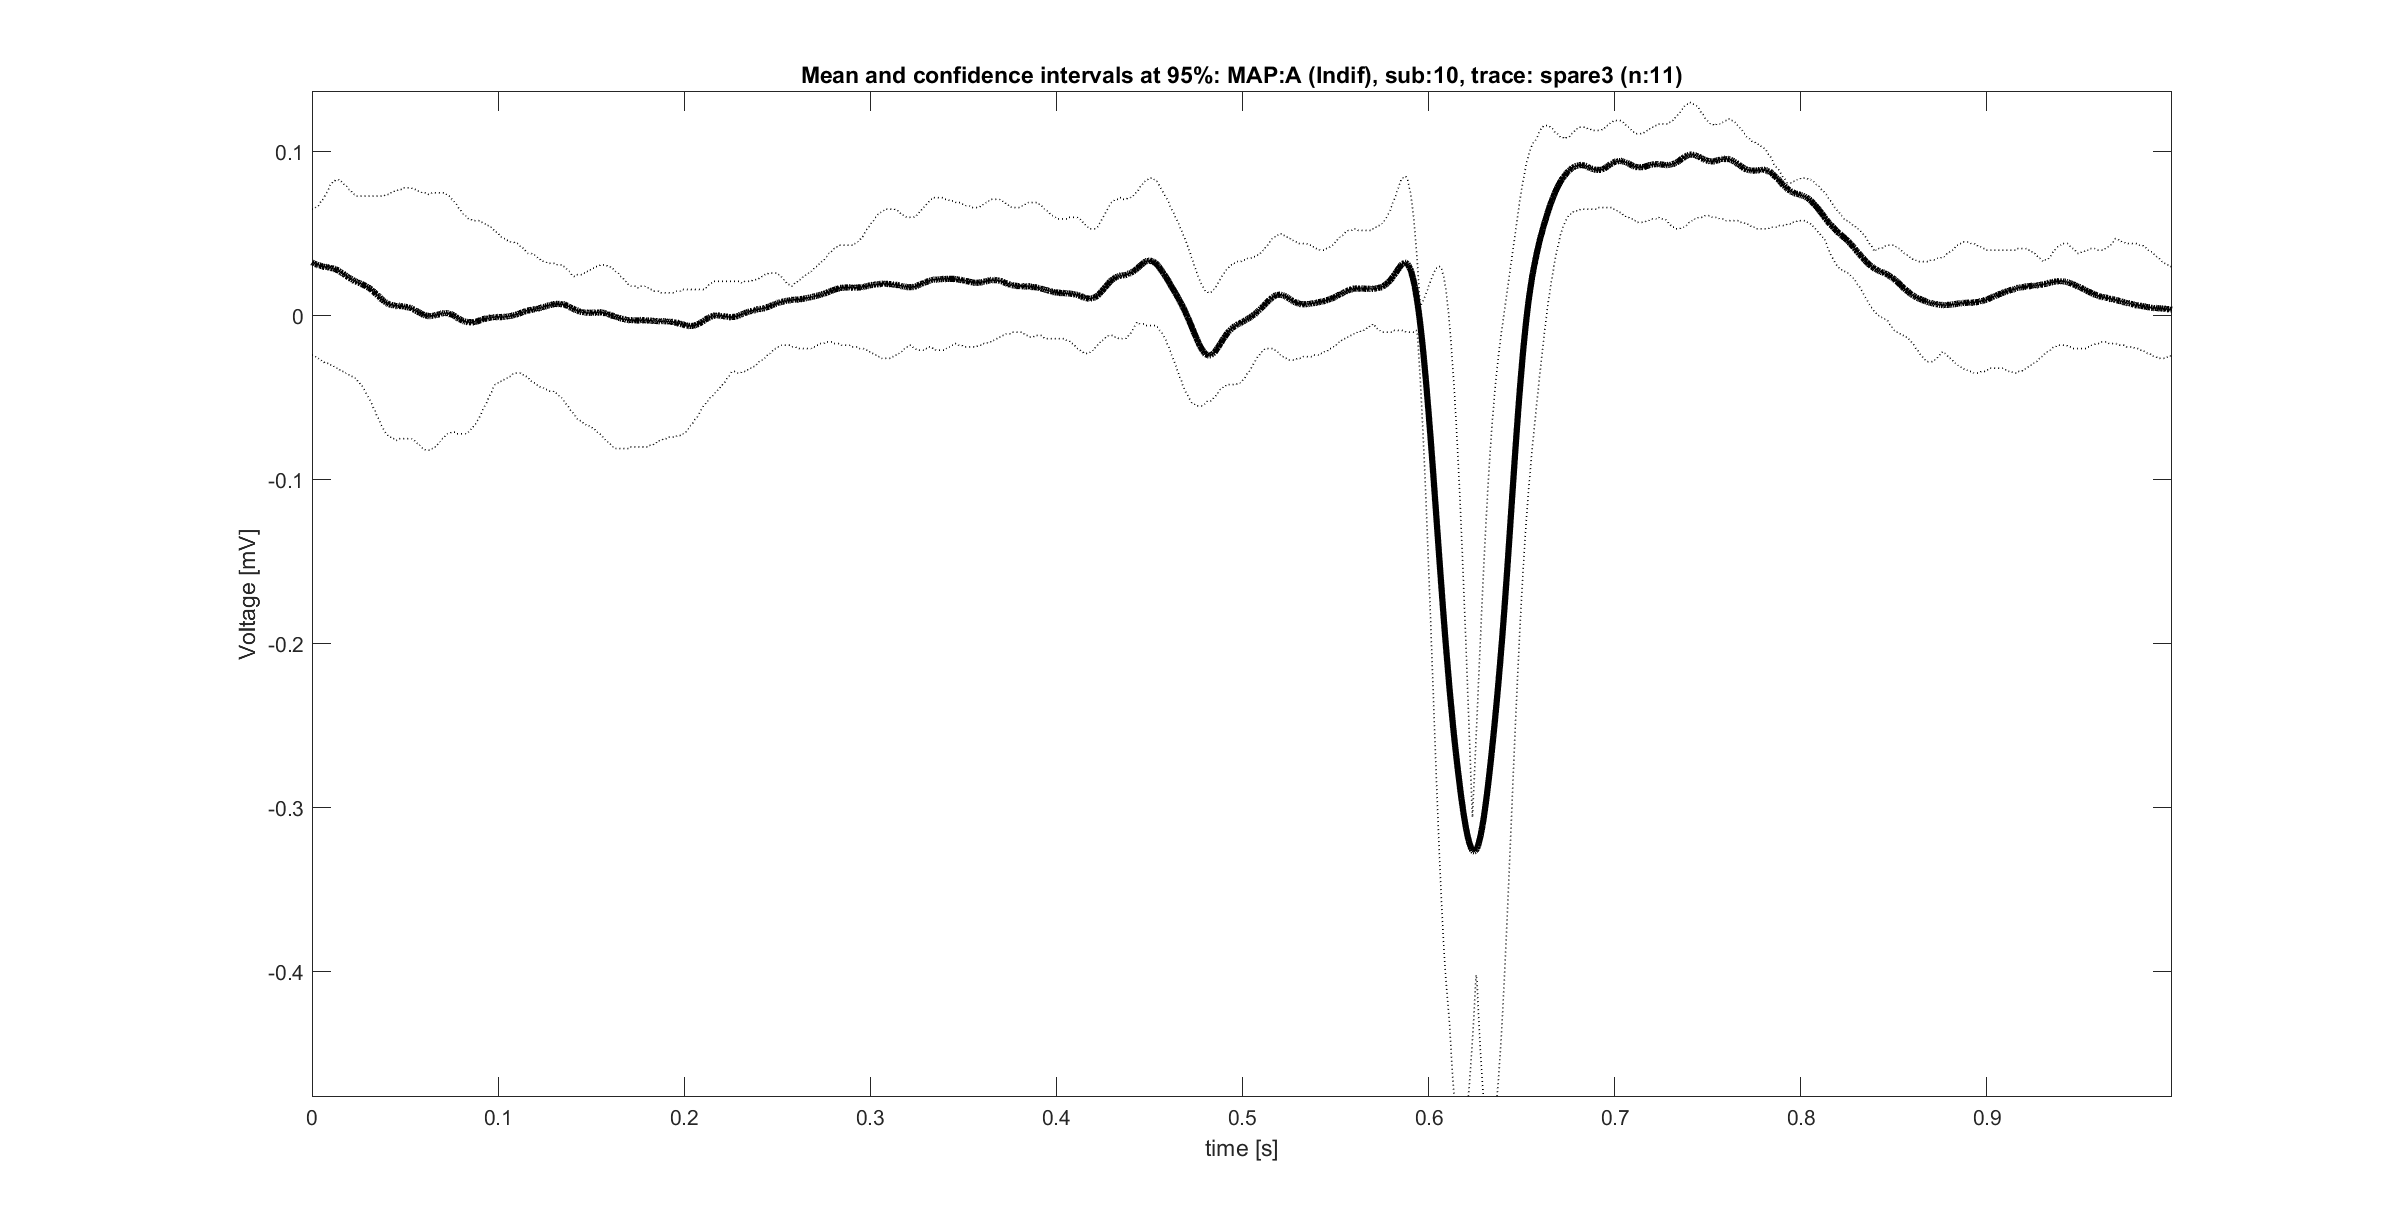 Mean and confidence intervals at 95%: MAP:A (Indif), sub:10, trace: spare3 (n:11)
0.1
0
-0.1
-0.2
-0.3
-0.4
Voltage [mV]
0 0.1 0.2 0.3 0.4 0.5 0.6 0.7 0.8 0.9
time [s]